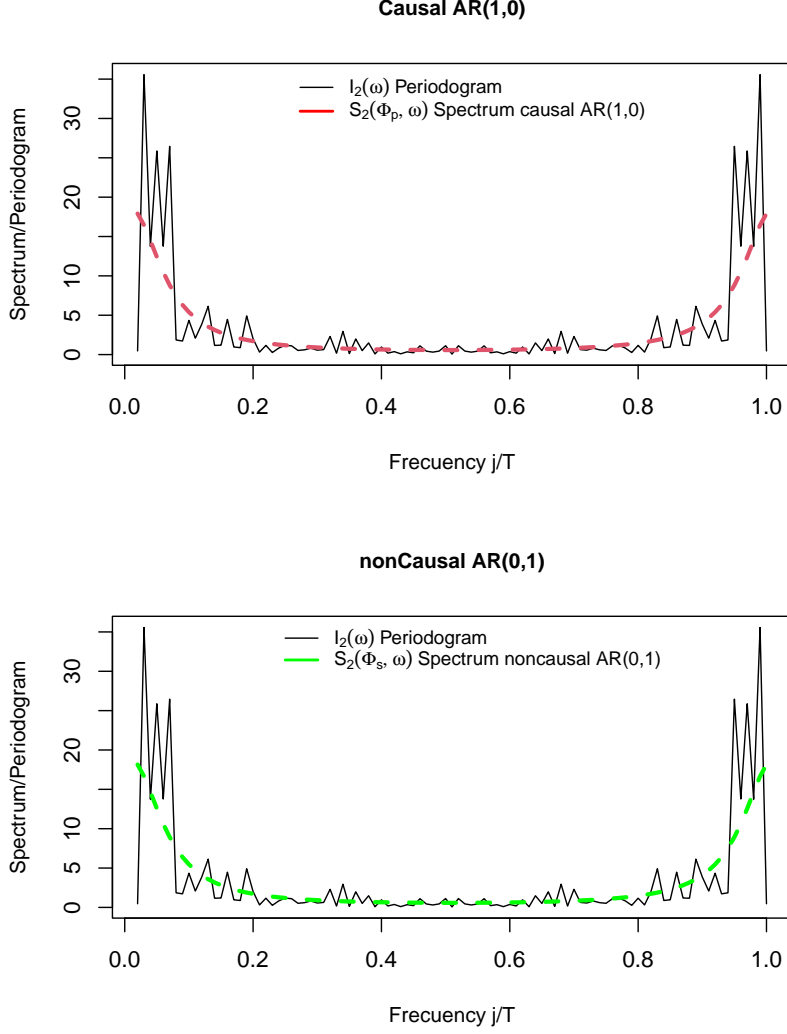 Causal AR(1,0)
I₂(ω) Periodogram
S₂(Φₚ, ω) Spectrum causal AR(1,0)
Spectrum/Periodogram
0 5 10 20 30
0.0 0.2 0.4 0.6 0.8 1.0
Frecuency j/T
nonCausal AR(0,1)
I₂(ω) Periodogram
S₂(Φₛ, ω) Spectrum noncausal AR(0,1)
Spectrum/Periodogram
0 5 10 20 30
0.0 0.2 0.4 0.6 0.8 1.0
Frecuency j/T